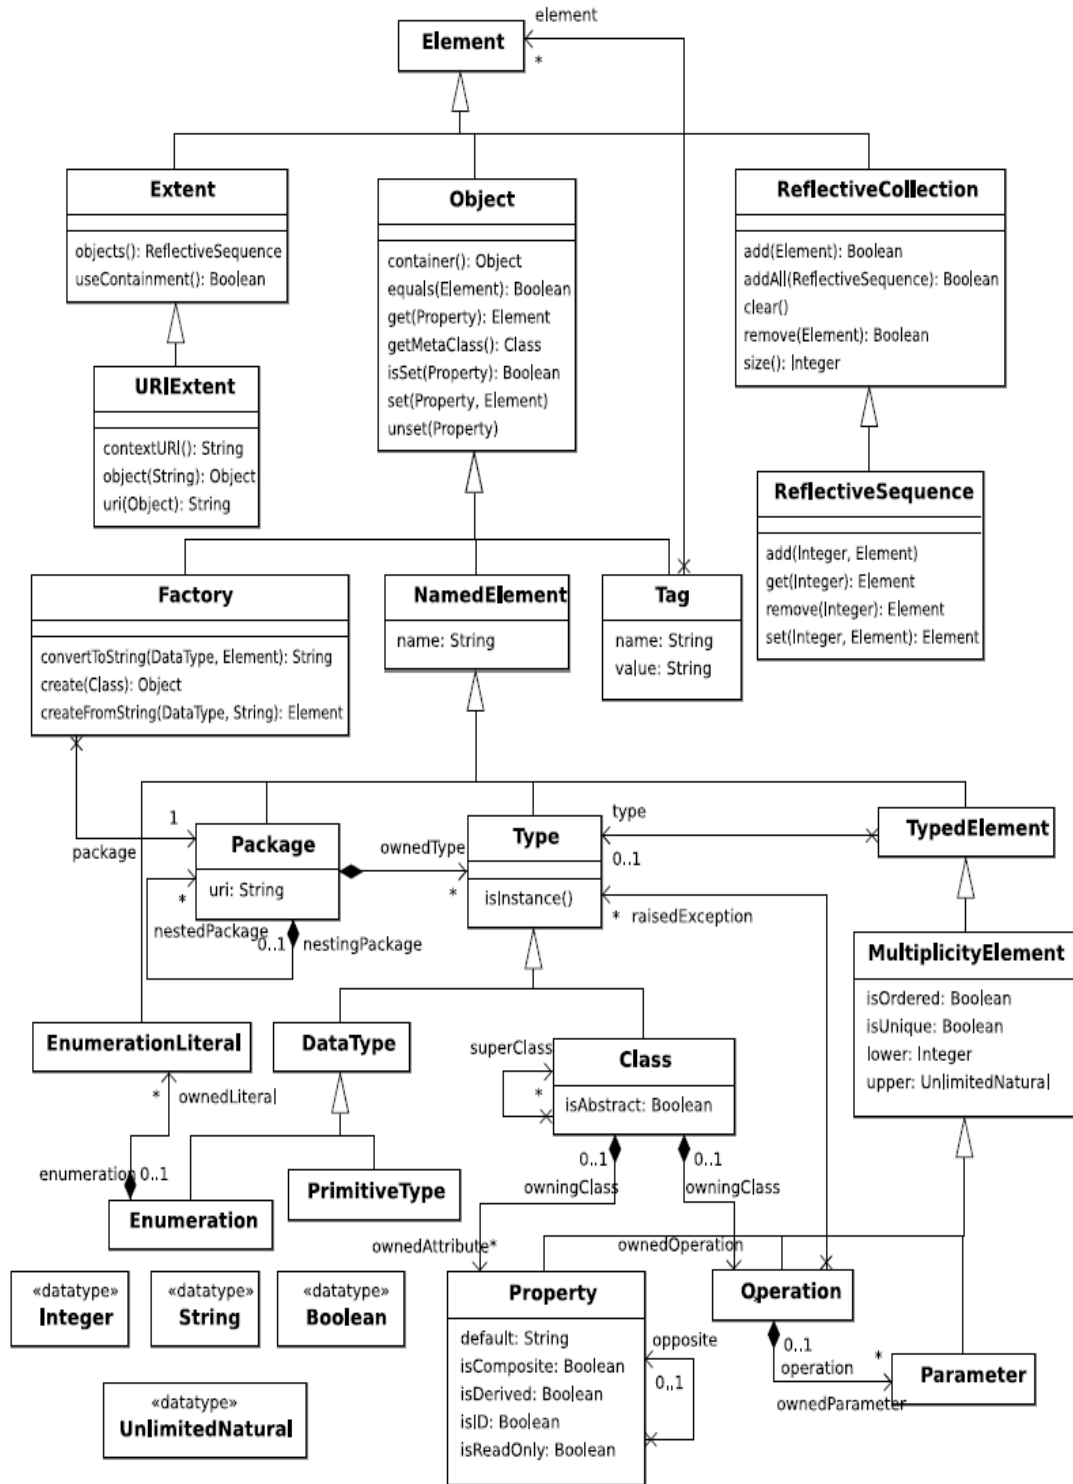 element
Element
*
Extent
objects(): ReflectiveSequence
useContainment(): Boolean
Object
container(): Object
equals(Element): Boolean
get(Property): Element
getMetaClass(): Class
isSet(Property): Boolean
set(Property, Element)
unset(Property)
ReflectiveCollection
add(Element): Boolean
addAll(ReflectiveSequence): Boolean
clear()
remove(Element): Boolean
size(): Integer
URIExtent
contextURI(): String
object(String): Object
uri(Object): String
ReflectiveSequence
add(Integer, Element)
get(Integer): Element
remove(Integer): Element
set(Integer, Element): Element
Factory
convertToString(DataType, Element): String
create(Class): Object
createFromString(DataType, String): Element
NamedElement
name: String
Tag
name: String
value: String
1
package
Package
uri: String
*
nestedPackage
0..1
nestingPackage
ownedType
*
Type
isInstance()
type
0..1
* raisedException
TypedElement
MultiplicityElement
isOrdered: Boolean
isUnique: Boolean
lower: Integer
upper: UnlimitedNatural
EnumerationLiteral
* ownedLiteral
DataType
superClass
*
Class
isAbstract: Boolean
enumeration 0..1
Enumeration
PrimitiveType
0..1
owningClass
0..1
owningClass
ownedAttribute*
ownedOperation
*
«datatype»
Integer
«datatype»
String
«datatype»
Boolean
«datatype»
UnlimitedNatural
Property
default: String
isComposite: Boolean
isDerived: Boolean
isID: Boolean
isReadOnly: Boolean
opposite
0..1
Operation
0..1
operation
*
ownedParameter
Parameter